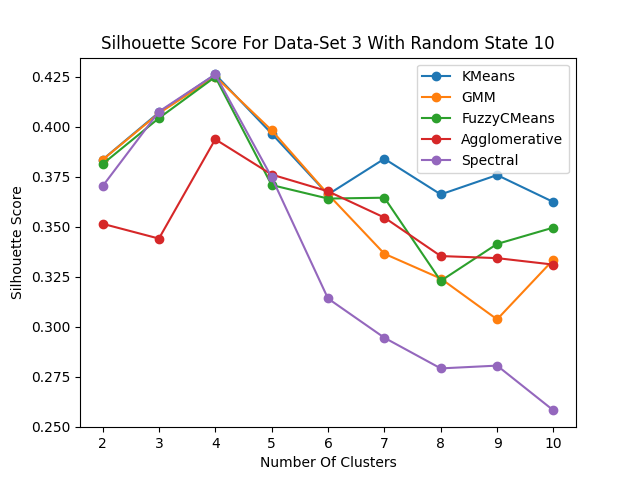 Silhouette Score For Data-Set 3 With Random State 10
Silhouette Score
0.425
0.400
0.375
0.350
0.325
0.300
0.275
0.250
KMeans
GMM
FuzzyCMeans
Agglomerative
Spectral
2 3 4 5 6 7 8 9 10
Number Of Clusters